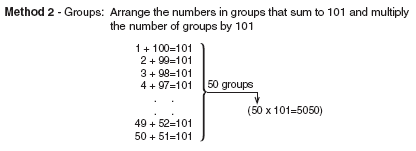 Method 2 - Groups: Arrange the numbers in groups that sum to 101 and multiply
the number of groups by 101
1 + 100=101
2 + 99=101
3 + 98=101
4 + 97=101
. .
. .
49 + 52=101
50 + 51=101
50 groups
(50 x 101=5050)